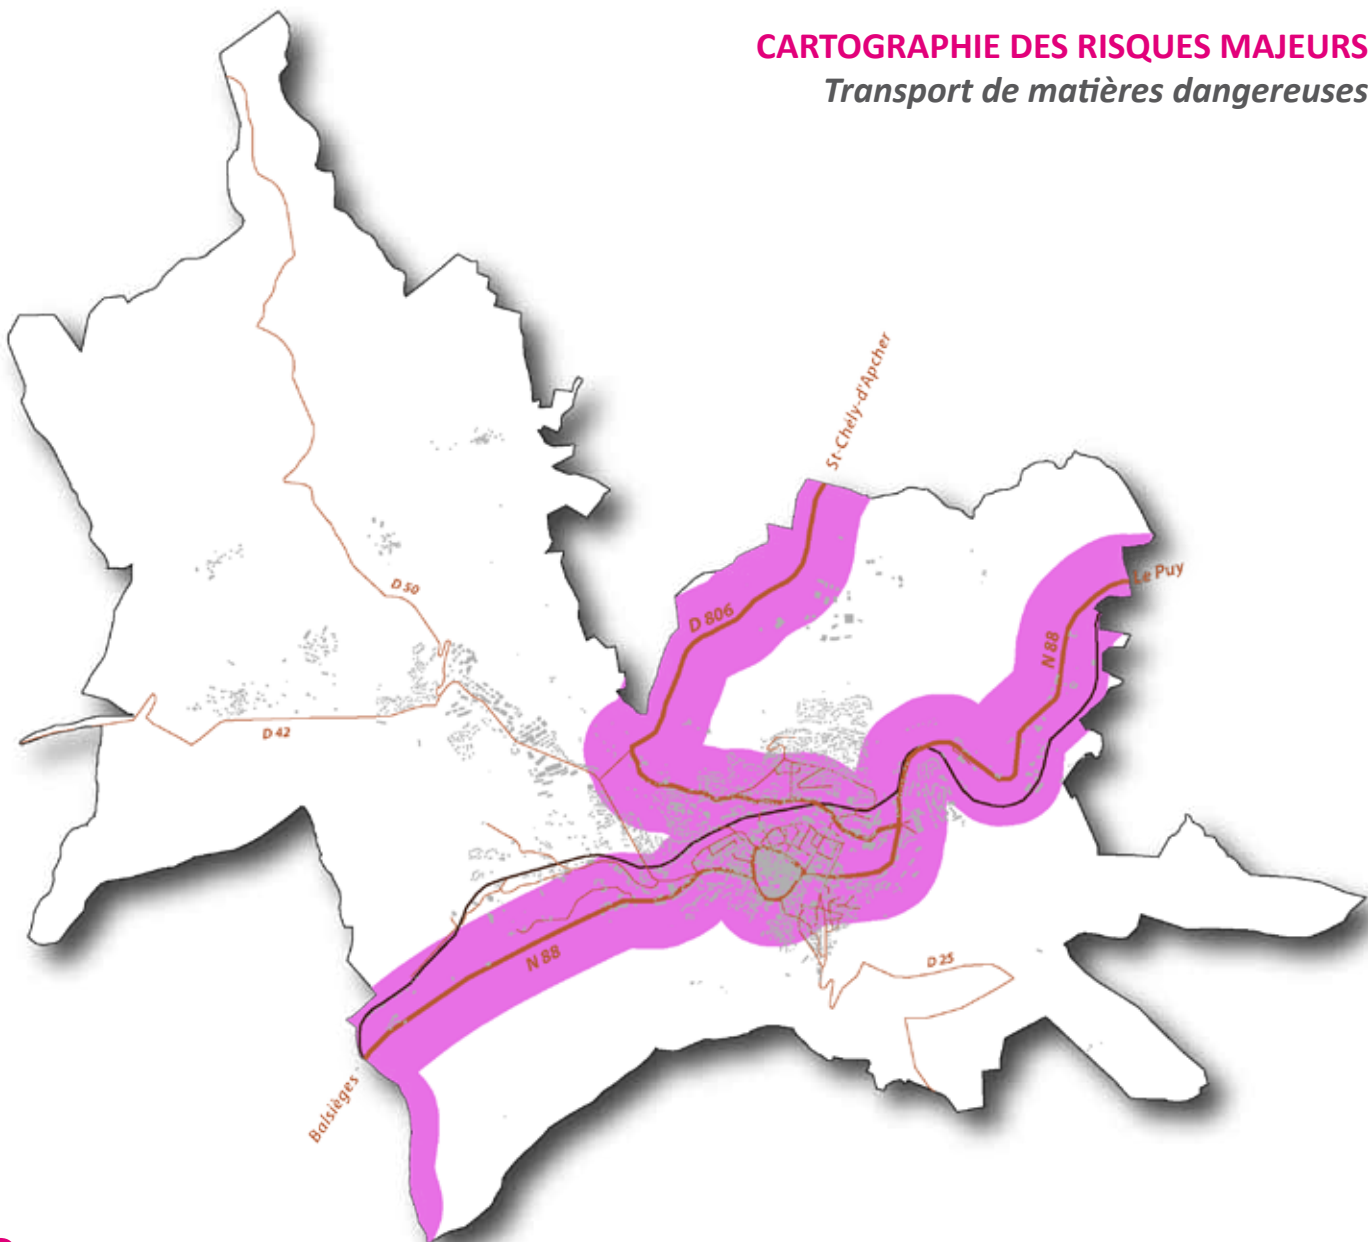 CARTOGRAPHIE DES RISQUES MAJEURS
Transport de matières dangereuses
St-Chély-d'Apcher
Le Puy
D 50
D 806
N 88
D 42
N 88
D 25
Balsièges